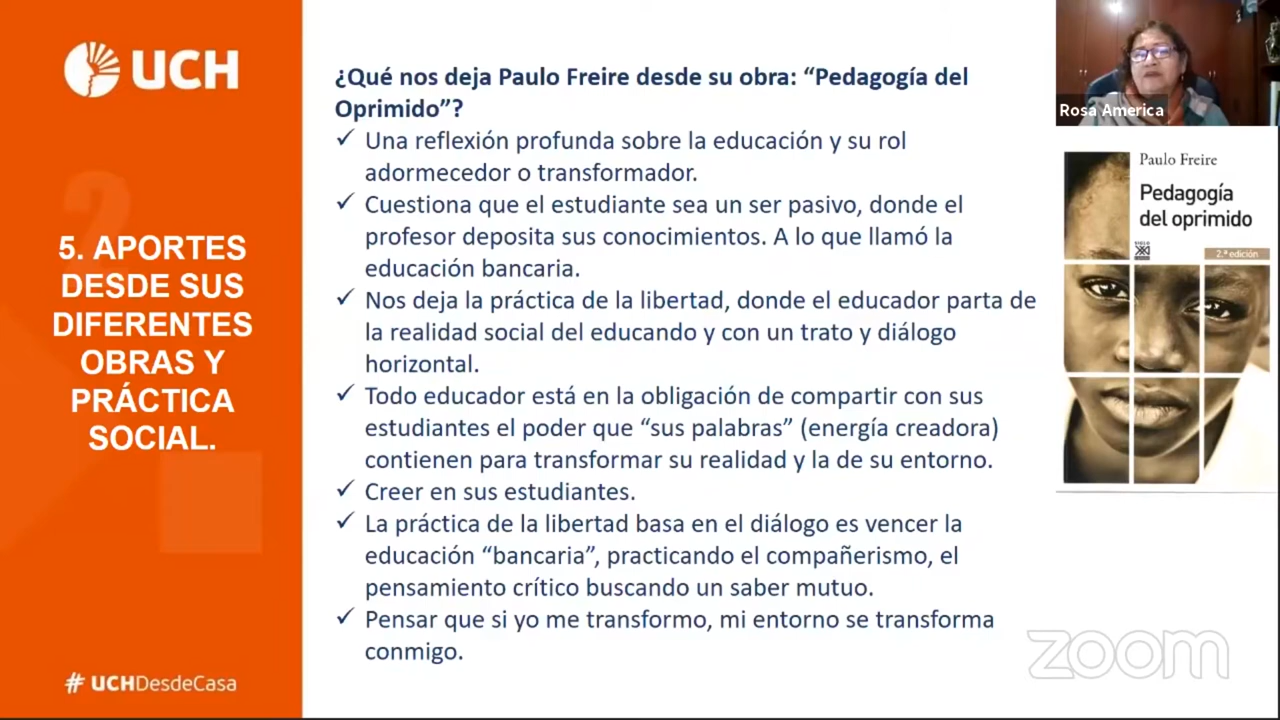 UCH
5. APORTES
DESDE SUS
DIFERENTES
OBRAS Y
PRÁCTICA
SOCIAL.
# UCHDesdeCasa
¿Qué nos deja Paulo Freire desde su obra: “Pedagogía del
Oprimido”?
✓ Una reflexión profunda sobre la educación y su rol
adormecedor o transformador.
✓ Cuestiona que el estudiante sea un ser pasivo, donde el
profesor deposita sus conocimientos. A lo que llamó la
educación bancaria.
✓ Nos deja la práctica de la libertad, donde el educador parta de
la realidad social del educando y con un trato y diálogo
horizontal.
✓ Todo educador está en la obligación de compartir con sus
estudiantes el poder que “sus palabras” (energía creadora)
contienen para transformar su realidad y la de su entorno.
✓ Creer en sus estudiantes.
✓ La práctica de la libertad basa en el diálogo es vencer la
educación “bancaria”, practicando el compañerismo, el
pensamiento crítico buscando un saber mutuo.
✓ Pensar que si yo me transformo, mi entorno se transforma
conmigo.
Rosa America
Paulo Freire
Pedagogía
del oprimido
SIGLO
XXI
2.ª edición
zoom